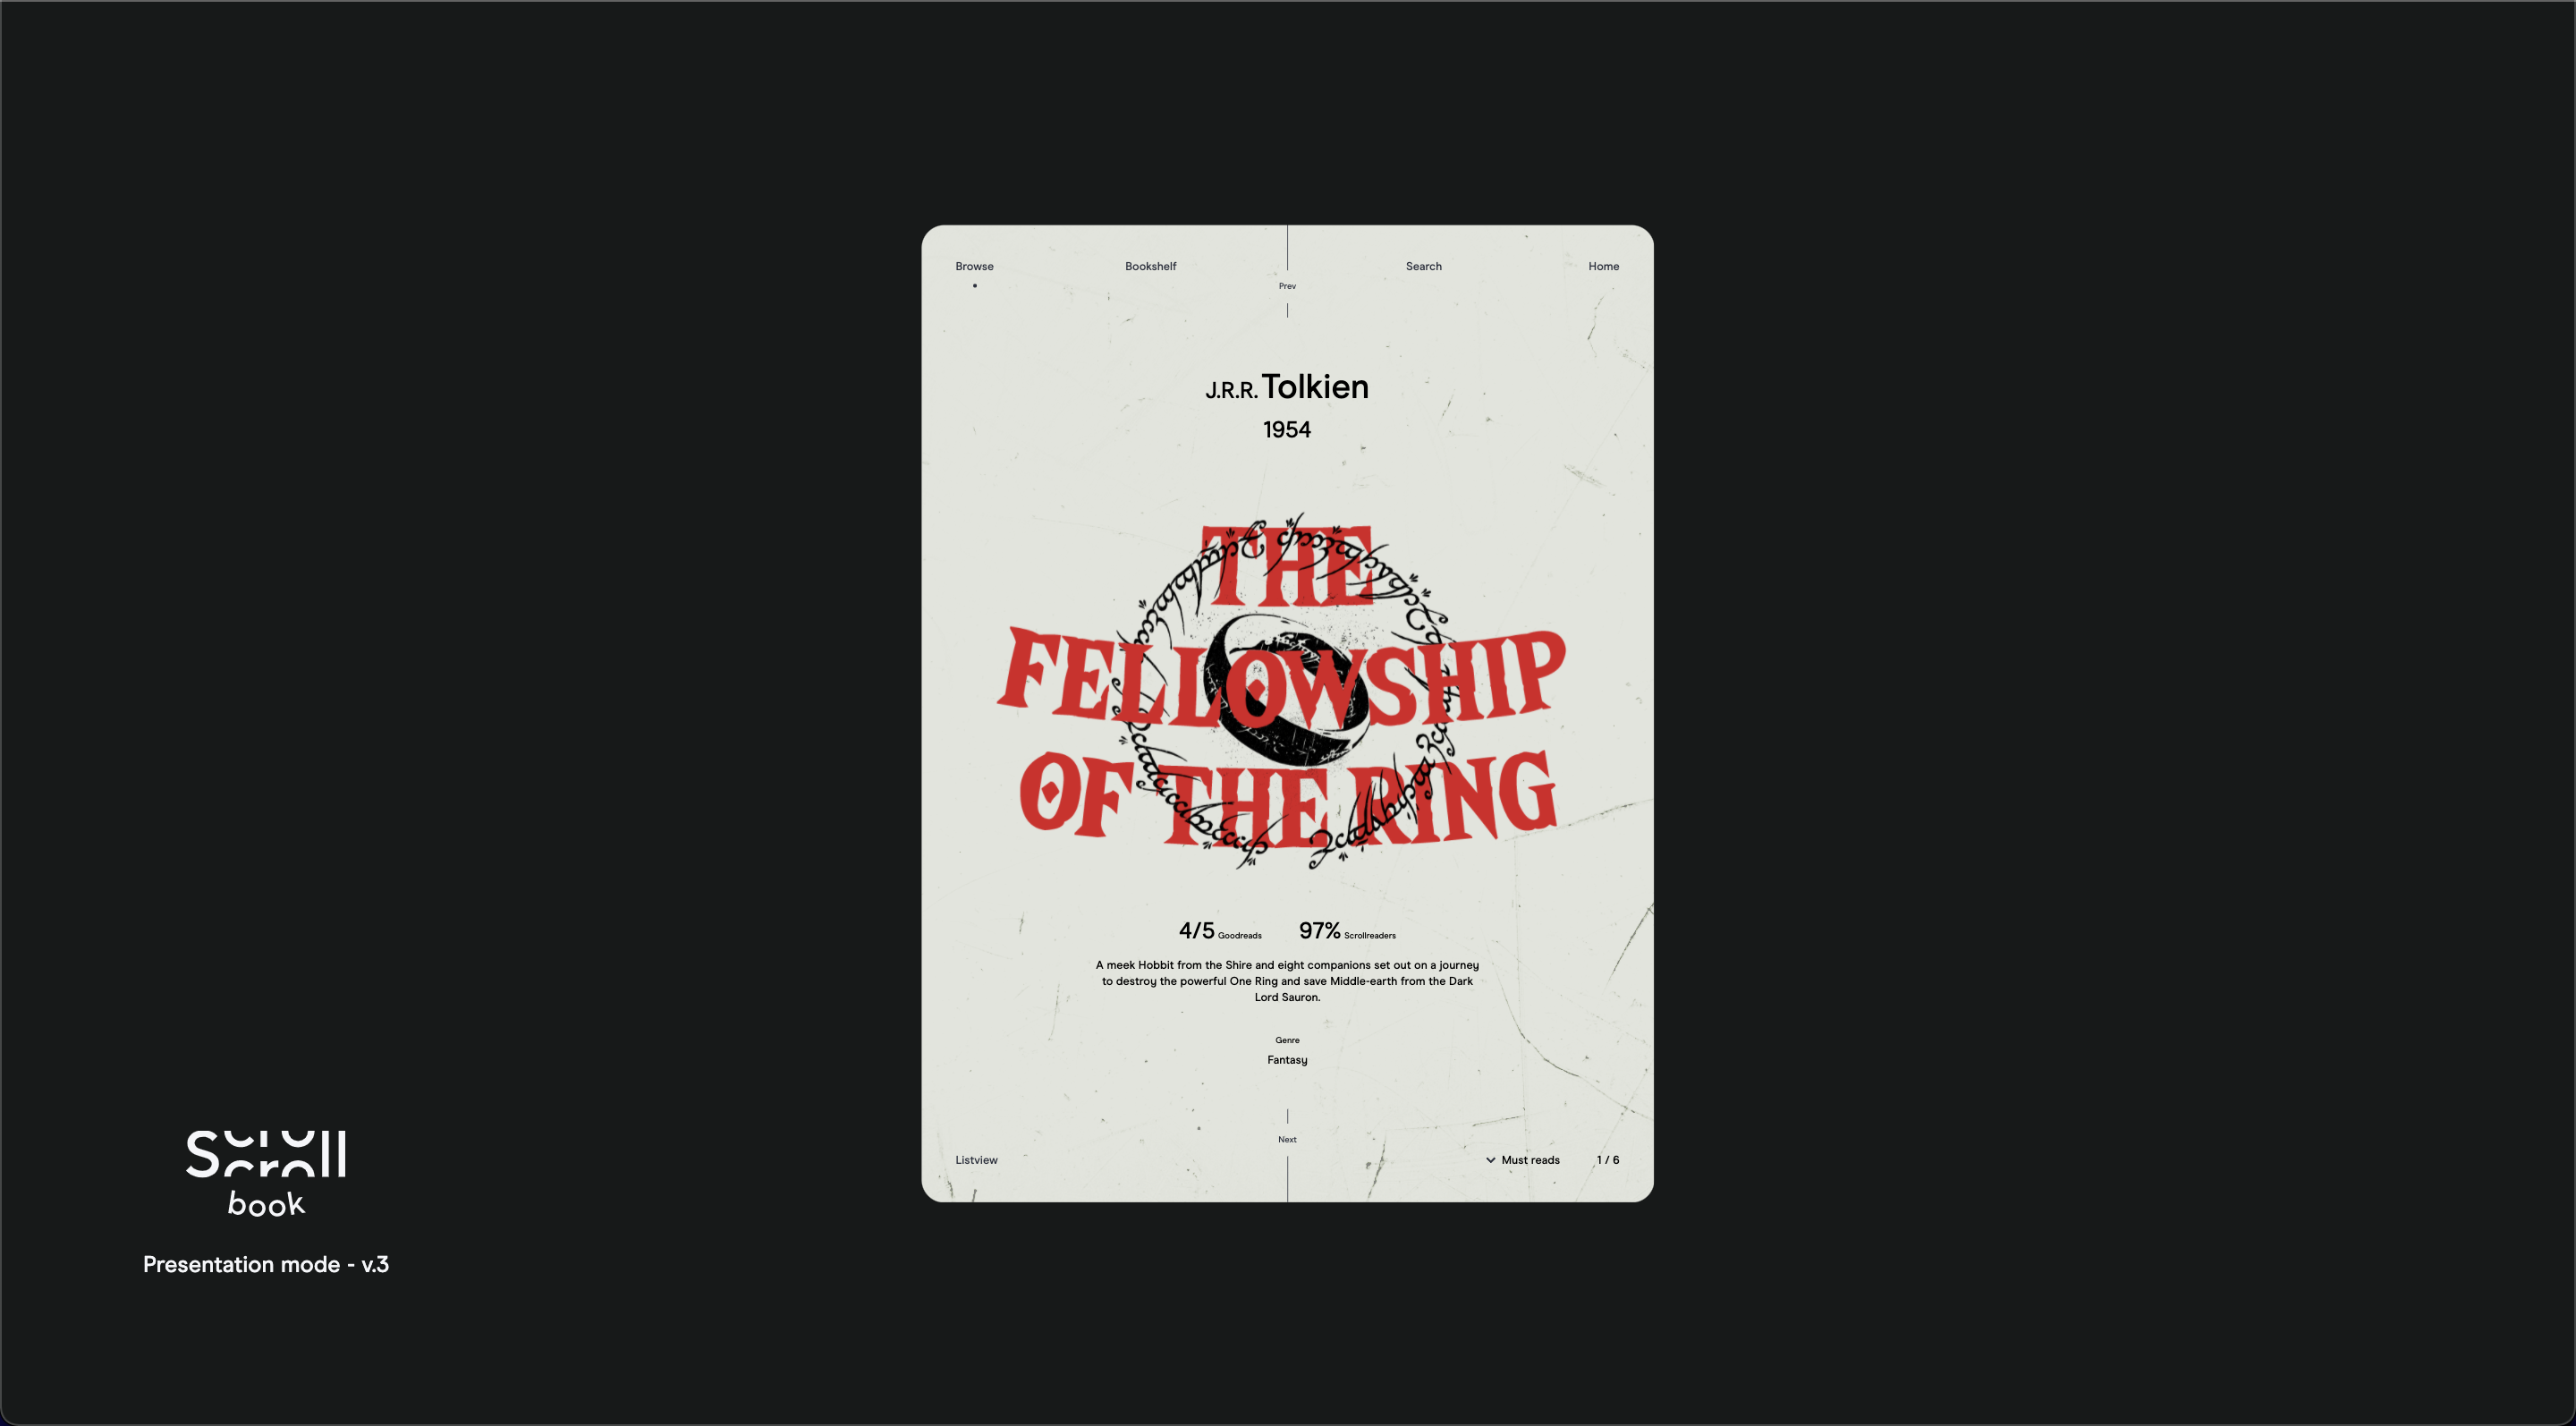 Browse
Bookshelf
Search
Home
Prev
J.R.R. Tolkien
1954
THE
FELLOWSHIP
OF THE RING
4/5 Goodreads
97% Scrollreaders
A meek Hobbit from the Shire and eight companions set out on a journey
to destroy the powerful One Ring and save Middle-earth from the Dark
Lord Sauron.
Genre
Fantasy
Next
Listview
Must reads
1 / 6
Scroll
book
Presentation mode - v.3